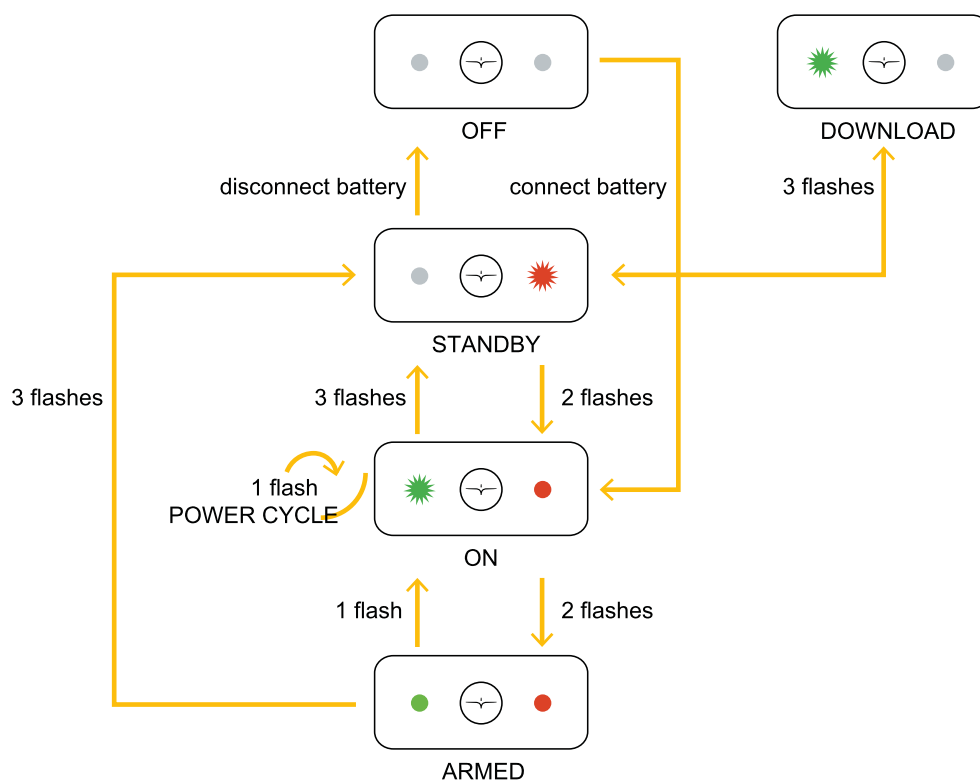 OFF
DOWNLOAD
disconnect battery
connect battery
3 flashes
STANDBY
3 flashes
3 flashes
2 flashes
1 flash
POWER CYCLE
ON
1 flash
2 flashes
ARMED